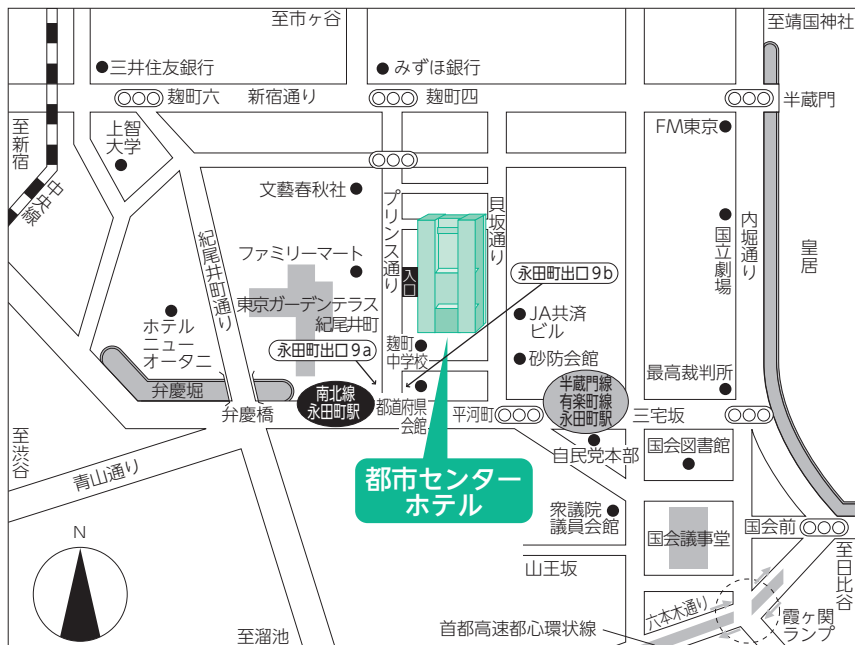 至市ヶ谷
至靖国神社
三井住友銀行
みずほ銀行
麹町六
新宿通り
麹町四
半蔵門
至新宿
上智
大学
FM東京
中央線
文藝春秋社
プリンス通り
貝坂通り
国立劇場
内堀通り
皇居
紀尾井町通り
ファミリーマート
入口
永田町出口9b
東京ガーデンテラス
紀尾井町
ホテル
ニュー
オータニ
JA共済
ビル
永田町出口9a
麹町
中学校
砂防会館
最高裁判所
弁慶堀
南北線
永田町駅
半蔵門線
有楽町線
永田町駅
弁慶橋
都道府県
会館
平河町
三宅坂
至渋谷
自民党本部
国会図書館
青山通り
都市センター
ホテル
衆議院
議員会館
国会議事堂
国会前
N
山王坂
至日比谷
六本木通り
霞ヶ関
ランプ
首都高速都心環状線
至溜池